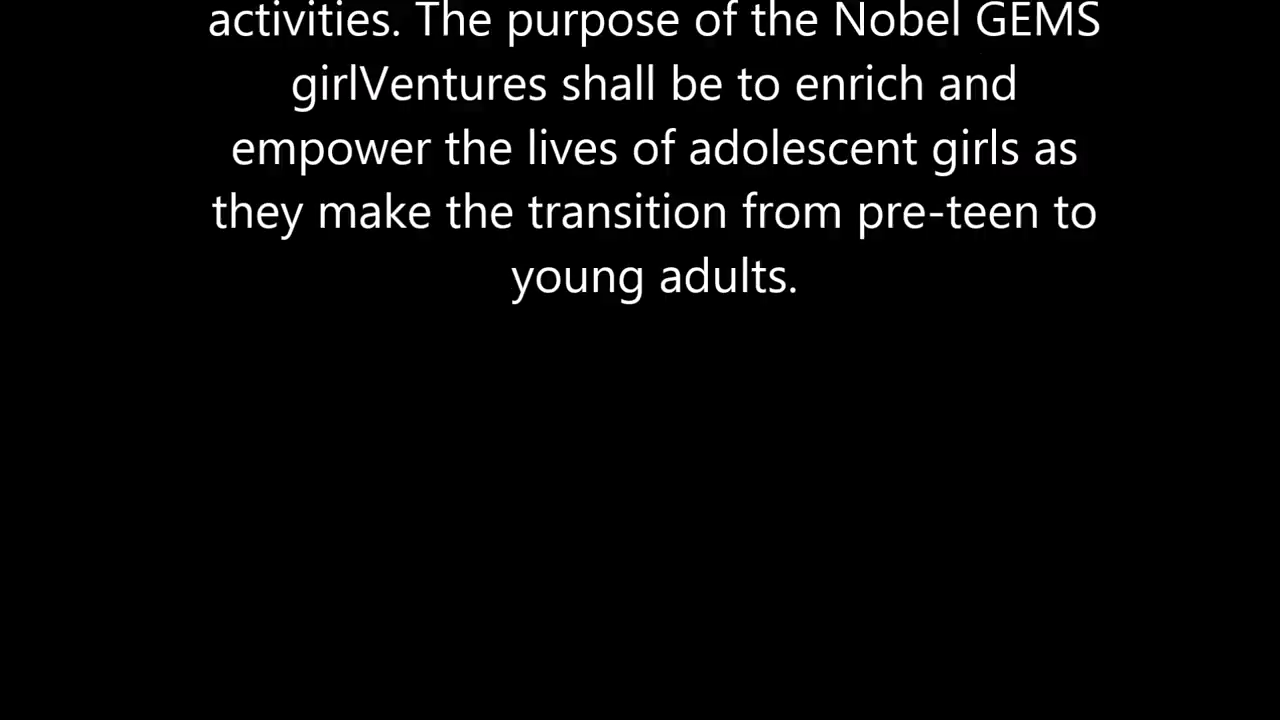 activities. The purpose of the Nobel GEMS
girlVentures shall be to enrich and
empower the lives of adolescent girls as
they make the transition from pre-teen to
young adults.